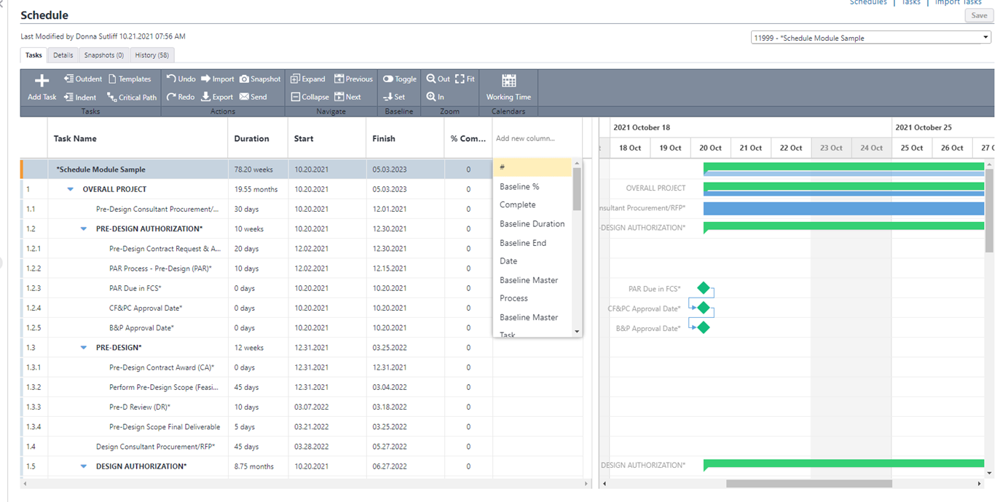 Schedules | Tasks | Import Tasks
Schedule
Save
Last Modified by Donna Sutliff 10.21.2021 07:56 AM
11999 - *Schedule Module Sample
Tasks Details Snapshots (0) History (58)
Outdent Templates Undo Import Snapshot Expand Previous Toggle Out Fit
Add Task Indent Critical Path Redo Export Send Collapse Next Set In Working Time
Tasks Actions Navigate Baseline Zoom Calendars
2021 October 18 2021 October 25
Task Name Duration Start Finish % Com... Add new column...
18 Oct 19 Oct 20 Oct 21 Oct 22 Oct 23 Oct 24 Oct 25 Oct 26 Oct 27 O
*Schedule Module Sample 78.20 weeks 10.20.2021 05.03.2023 0
1 OVERALL PROJECT 19.55 months 10.20.2021 05.03.2023 0
1.1 Pre-Design Consultant Procurement/... 30 days 10.20.2021 12.01.2021 0
1.2 PRE-DESIGN AUTHORIZATION* 10 weeks 10.20.2021 12.30.2021 0
1.2.1 Pre-Design Contract Request & A... 20 days 12.02.2021 12.30.2021 0
1.2.2 PAR Process - Pre-Design (PAR)* 10 days 12.02.2021 12.15.2021 0
1.2.3 PAR Due in FCS* 0 days 10.20.2021 10.20.2021 0
1.2.4 CF&PC Approval Date* 0 days 10.20.2021 10.20.2021 0
1.2.5 B&P Approval Date* 0 days 10.20.2021 10.20.2021 0
1.3 PRE-DESIGN* 12 weeks 12.31.2021 03.25.2022 0
1.3.1 Pre-Design Contract Award (CA)* 0 days 12.31.2021 12.31.2021 0
1.3.2 Perform Pre-Design Scope (Feasi... 45 days 12.31.2021 03.04.2022 0
1.3.3 Pre-D Review (DR)* 10 days 03.07.2022 03.18.2022 0
1.3.4 Pre-Design Scope Final Deliverable 5 days 03.21.2022 03.25.2022 0
1.4 Design Consultant Procurement/RFP* 45 days 03.28.2022 05.27.2022 0
1.5 DESIGN AUTHORIZATION* 8.75 months 10.20.2021 06.27.2022 0
#
Baseline %
Complete
Baseline Duration
Baseline End
Date
Baseline Master
Process
Baseline Master
Task
OVERALL PROJECT
nsultant Procurement/RFP*
-DESIGN AUTHORIZATION*
PAR Due in FCS*
CF&PC Approval Date*
B&P Approval Date*
DESIGN AUTHORIZATION*